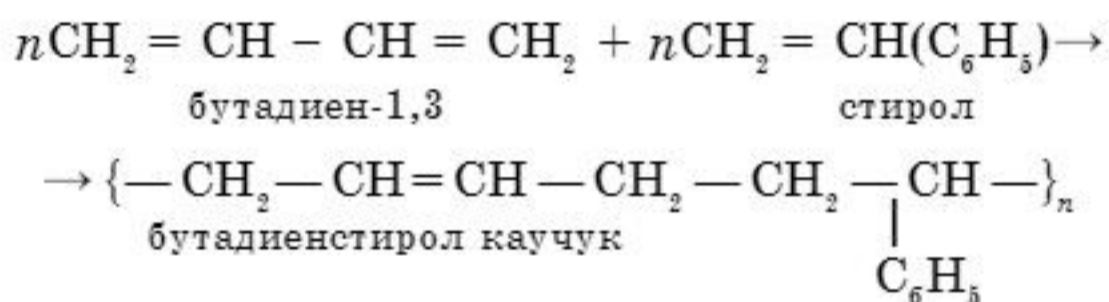 nCH₂ = CH – CH = CH₂ + nCH₂ = CH(C₆H₅)→
бутадиен-1,3 стирол
→{—CH₂—CH=CH—CH₂—CH₂—CH—}ₙ
бутадиенстирол каучук
C₆H₅